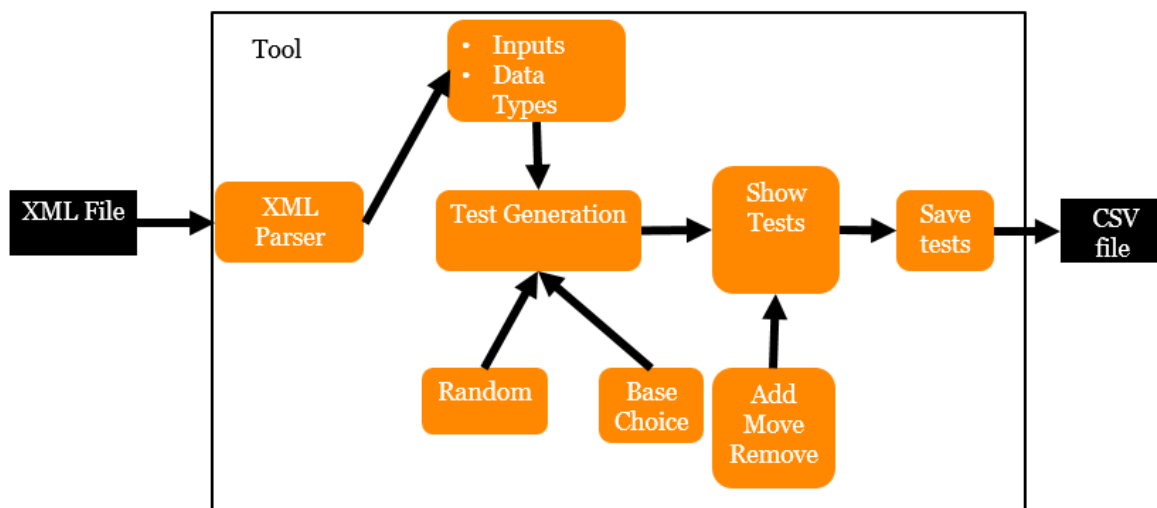 Tool
• Inputs
• Data
Types
XML File
XML
Parser
Test Generation
Show
Tests
Save
tests
CSV
file
Random
Base
Choice
Add
Move
Remove